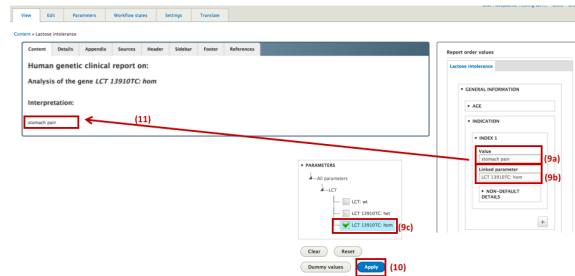 View Edit Parameters Workflow states Settings Translate
Content » Lactose intolerance
Content Details Appendix Sources Header Sidebar Footer References
Human genetic clinical report on:
Analysis of the gene LCT 13910TC: hom
Interpretation:
stomach pain
(11)
Report order values
Lactose intolerance
GENERAL INFORMATION
AGE
INDICATION
INDEX 1
Value
stomach pain
(9a)
Linked parameter
LCT 13910TC: hom
(9b)
NON-DEFAULT
DETAILS
+
PARAMETERS
All parameters
LCT
LCT: wt
LCT 13910TC: het
LCT 13910TC: hom
(9c)
Clear Reset
Dummy values Apply
(10)